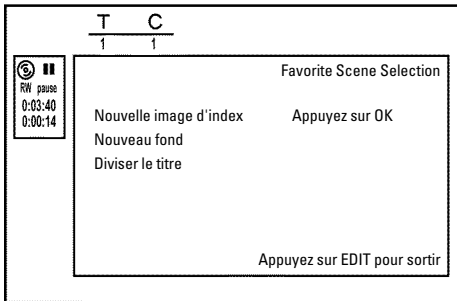 T C
1 1
RW pause
0:03:40
0:00:14
Favorite Scene Selection
Nouvelle image d'index Appuyez sur OK
Nouveau fond
Diviser le titre
Appuyez sur EDIT pour sortir